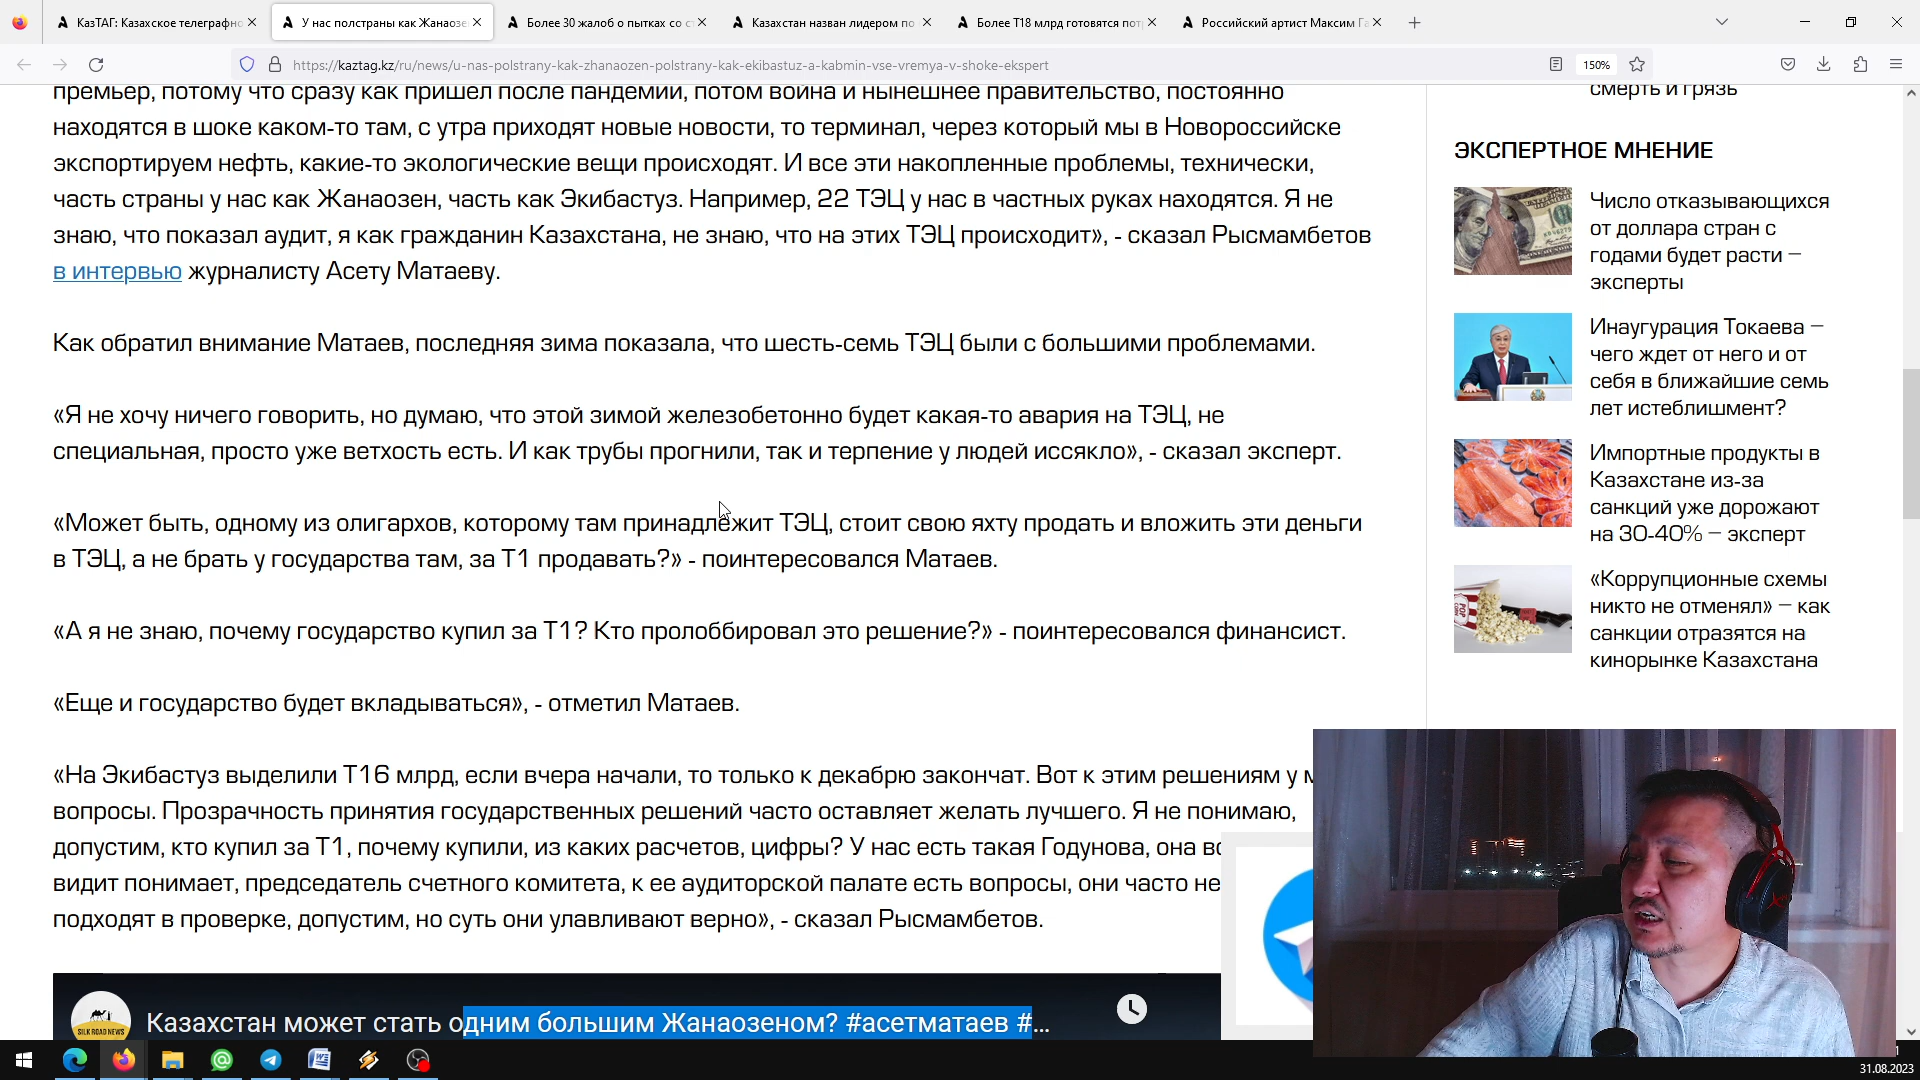 КазТАГ: Казахское телеграфно
У нас полстраны как Жанаозе
Более 30 жалоб о пытках со ст
Казахстан назван лидером по
Более Т18 млрд готовятся потр
Российский артист Максим Га
https://kaztag.kz/ru/news/u-nas-polstrany-kak-zhanaozen-polstrany-kak-ekibastuz-a-kabmin-vse-vremya-v-shoke-ekspert
150%
премьер, потому что сразу как пришел после пандемии, потом война и нынешнее правительство, постоянно
находятся в шоке каком-то там, с утра приходят новые новости, то терминал, через который мы в Новороссийске
экспортируем нефть, какие-то экологические вещи происходят. И все эти накопленные проблемы, технически,
часть страны у нас как Жанаозен, часть как Экибастуз. Например, 22 ТЭЦ у нас в частных руках находятся. Я не
знаю, что показал аудит, я как гражданин Казахстана, не знаю, что на этих ТЭЦ происходит», - сказал Рысмамбетов
в интервью журналисту Асету Матаеву.
Как обратил внимание Матаев, последняя зима показала, что шесть-семь ТЭЦ были с большими проблемами.
«Я не хочу ничего говорить, но думаю, что этой зимой железобетонно будет какая-то авария на ТЭЦ, не
специальная, просто уже ветхость есть. И как трубы прогнили, так и терпение у людей иссякло», - сказал эксперт.
«Может быть, одному из олигархов, которому там принадлежит ТЭЦ, стоит свою яхту продать и вложить эти деньги
в ТЭЦ, а не брать у государства там, за Т1 продавать?» - поинтересовался Матаев.
«А я не знаю, почему государство купил за Т1? Кто пролоббировал это решение?» - поинтересовался финансист.
«Еще и государство будет вкладываться», - отметил Матаев.
«На Экибастуз выделили Т16 млрд, если вчера начали, то только к декабрю закончат. Вот к этим решениям у м
вопросы. Прозрачность принятия государственных решений часто оставляет желать лучшего. Я не понимаю,
допустим, кто купил за Т1, почему купили, из каких расчетов, цифры? У нас есть такая Годунова, она вс
видит понимает, председатель счетного комитета, к ее аудиторской палате есть вопросы, они часто не
подходят в проверке, допустим, но суть они улавливают верно», - сказал Рысмамбетов.
SILK ROAD NEWS
Казахстан может стать одним большим Жанаозеном? #асетматаев #...
смерть и грязь
ЭКСПЕРТНОЕ МНЕНИЕ
Число отказывающихся
от доллара стран с
годами будет расти —
эксперты
Инаугурация Токаева —
чего ждет от него и от
себя в ближайшие семь
лет истеблишмент?
Импортные продукты в
Казахстане из-за
санкций уже дорожают
на 30-40% — эксперт
«Коррупционные схемы
никто не отменял» — как
санкции отразятся на
кинорынке Казахстана
31.08.2023